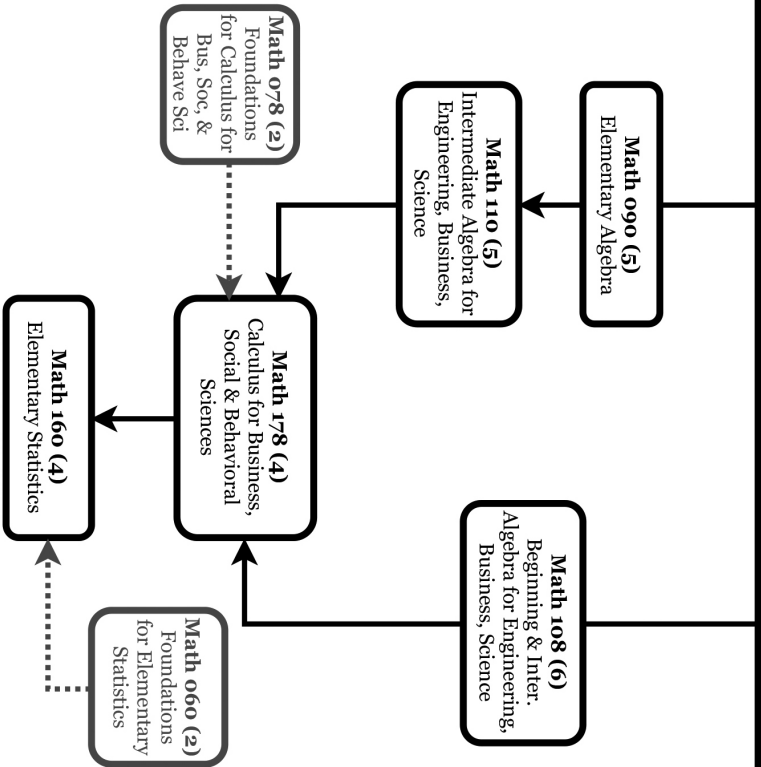 Math 090 (5)
Elementary Algebra
Math 110 (5)
Intermediate Algebra for
Engineering, Business,
Science
Math 108 (6)
Beginning & Inter.
Algebra for Engineering,
Business, Science
Math 078 (2)
Foundations
for Calculus for
Bus, Soc, &
Behave Sci
Math 178 (4)
Calculus for Business,
Social & Behavioral
Sciences
Math 160 (4)
Elementary Statistics
Math 060 (2)
Foundations
for Elementary
Statistics